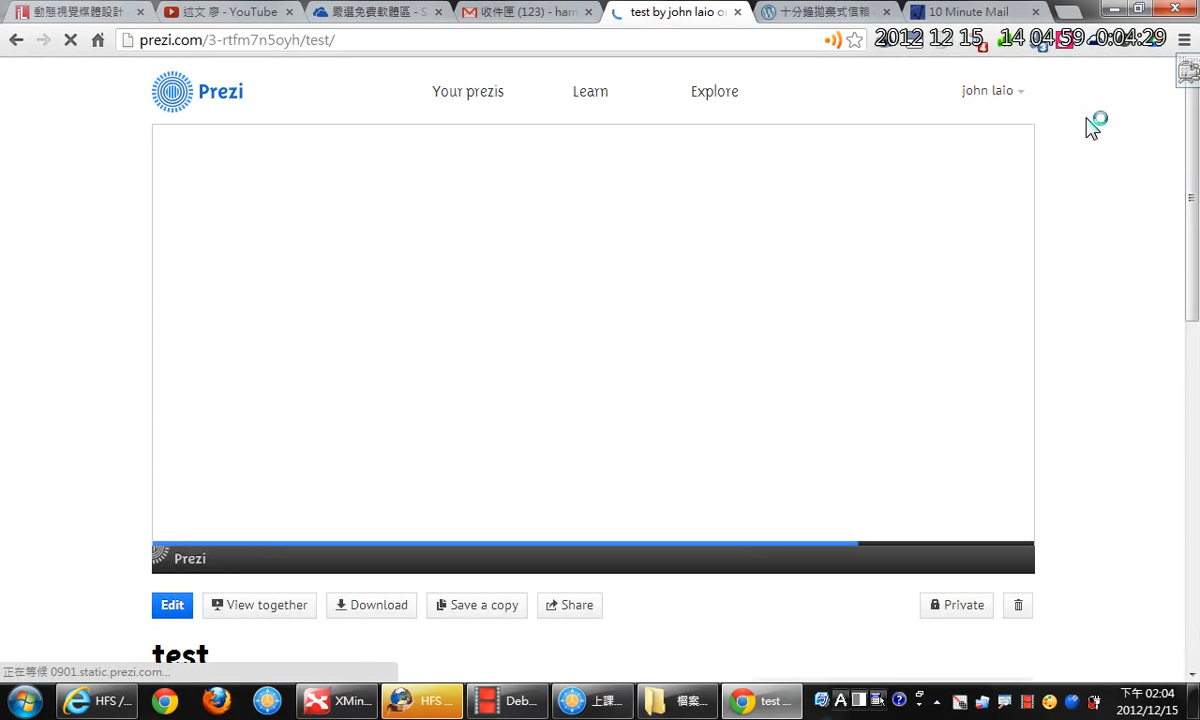 動態視覺媒體設計 -
述文 廖 - YouTube
嚴選免費軟體區 - S
收件匣 (123) - ham
test by john laio o
十分鐘拋棄式信箱
10 Minute Mail
prezi.com/3-rtfm7n5oyh/test/
2012 12 15 14 04 59 0:04:29
Prezi
Your prezis
Learn
Explore
john laio
Prezi
Edit
View together
Download
Save a copy
Share
Private
test
正在等候 0901.static.prezi.com...
HFS /...
XMin...
HFS ...
Deb...
上課...
檔案...
test ...
A
下午 02:04
2012/12/15